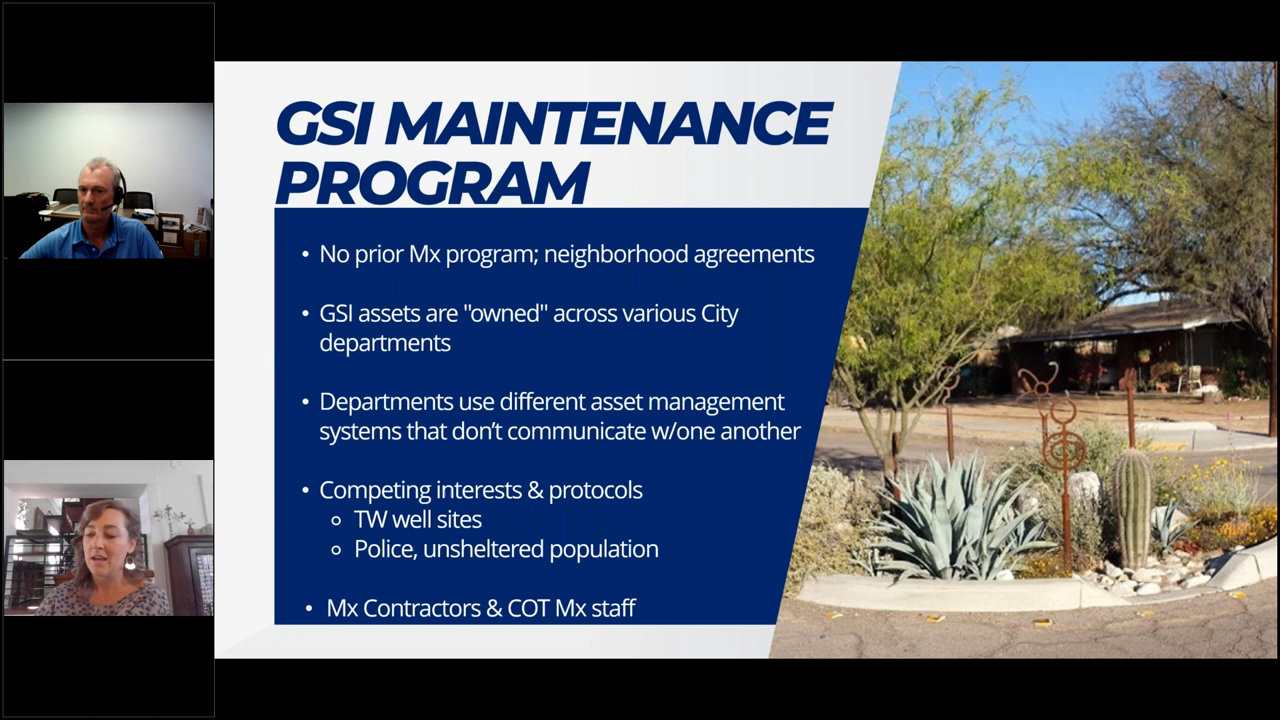 GSI MAINTENANCE
PROGRAM
• No prior Mx program; neighborhood agreements
• GSI assets are "owned" across various City
departments
• Departments use different asset management
systems that don’t communicate w/one another
• Competing interests & protocols
○ TW well sites
○ Police, unsheltered population
• Mx Contractors & COT Mx staff